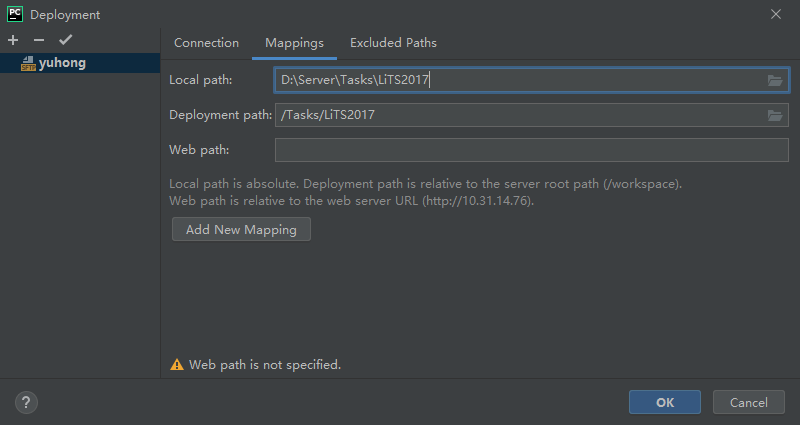 PC Deployment
SFTP yuhong
Connection Mappings Excluded Paths
Local path: D:\Server\Tasks\LiTS2017
Deployment path: /Tasks/LiTS2017
Web path:
Local path is absolute. Deployment path is relative to the server root path (/workspace).
Web path is relative to the web server URL (http://10.31.14.76).
Add New Mapping
Web path is not specified.
? OK Cancel